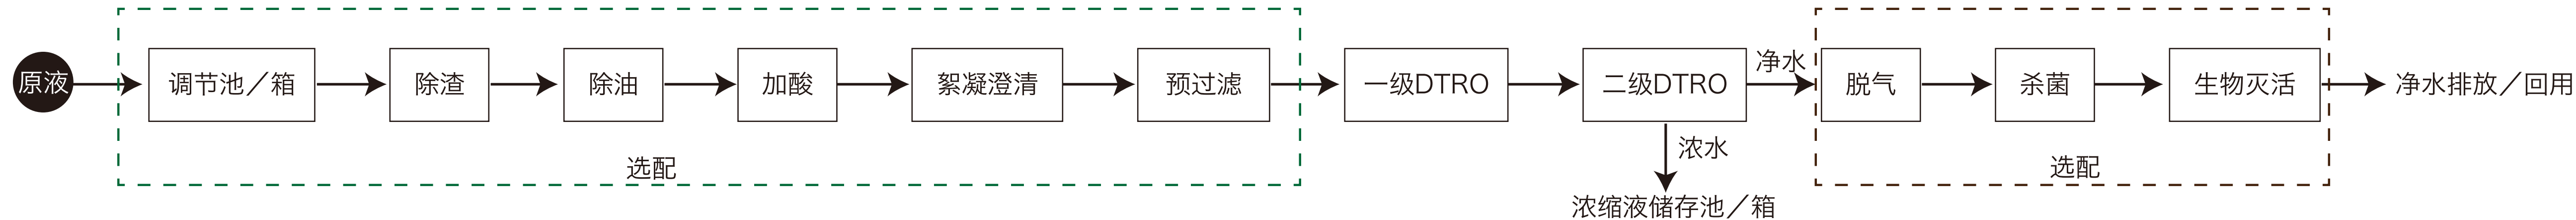 原液
调节池／箱
除渣
除油
加酸
絮凝澄清
预过滤
选配
一级DTRO
二级DTRO
净水
浓水
浓缩液储存池／箱
脱气
杀菌
生物灭活
选配
净水排放／回用